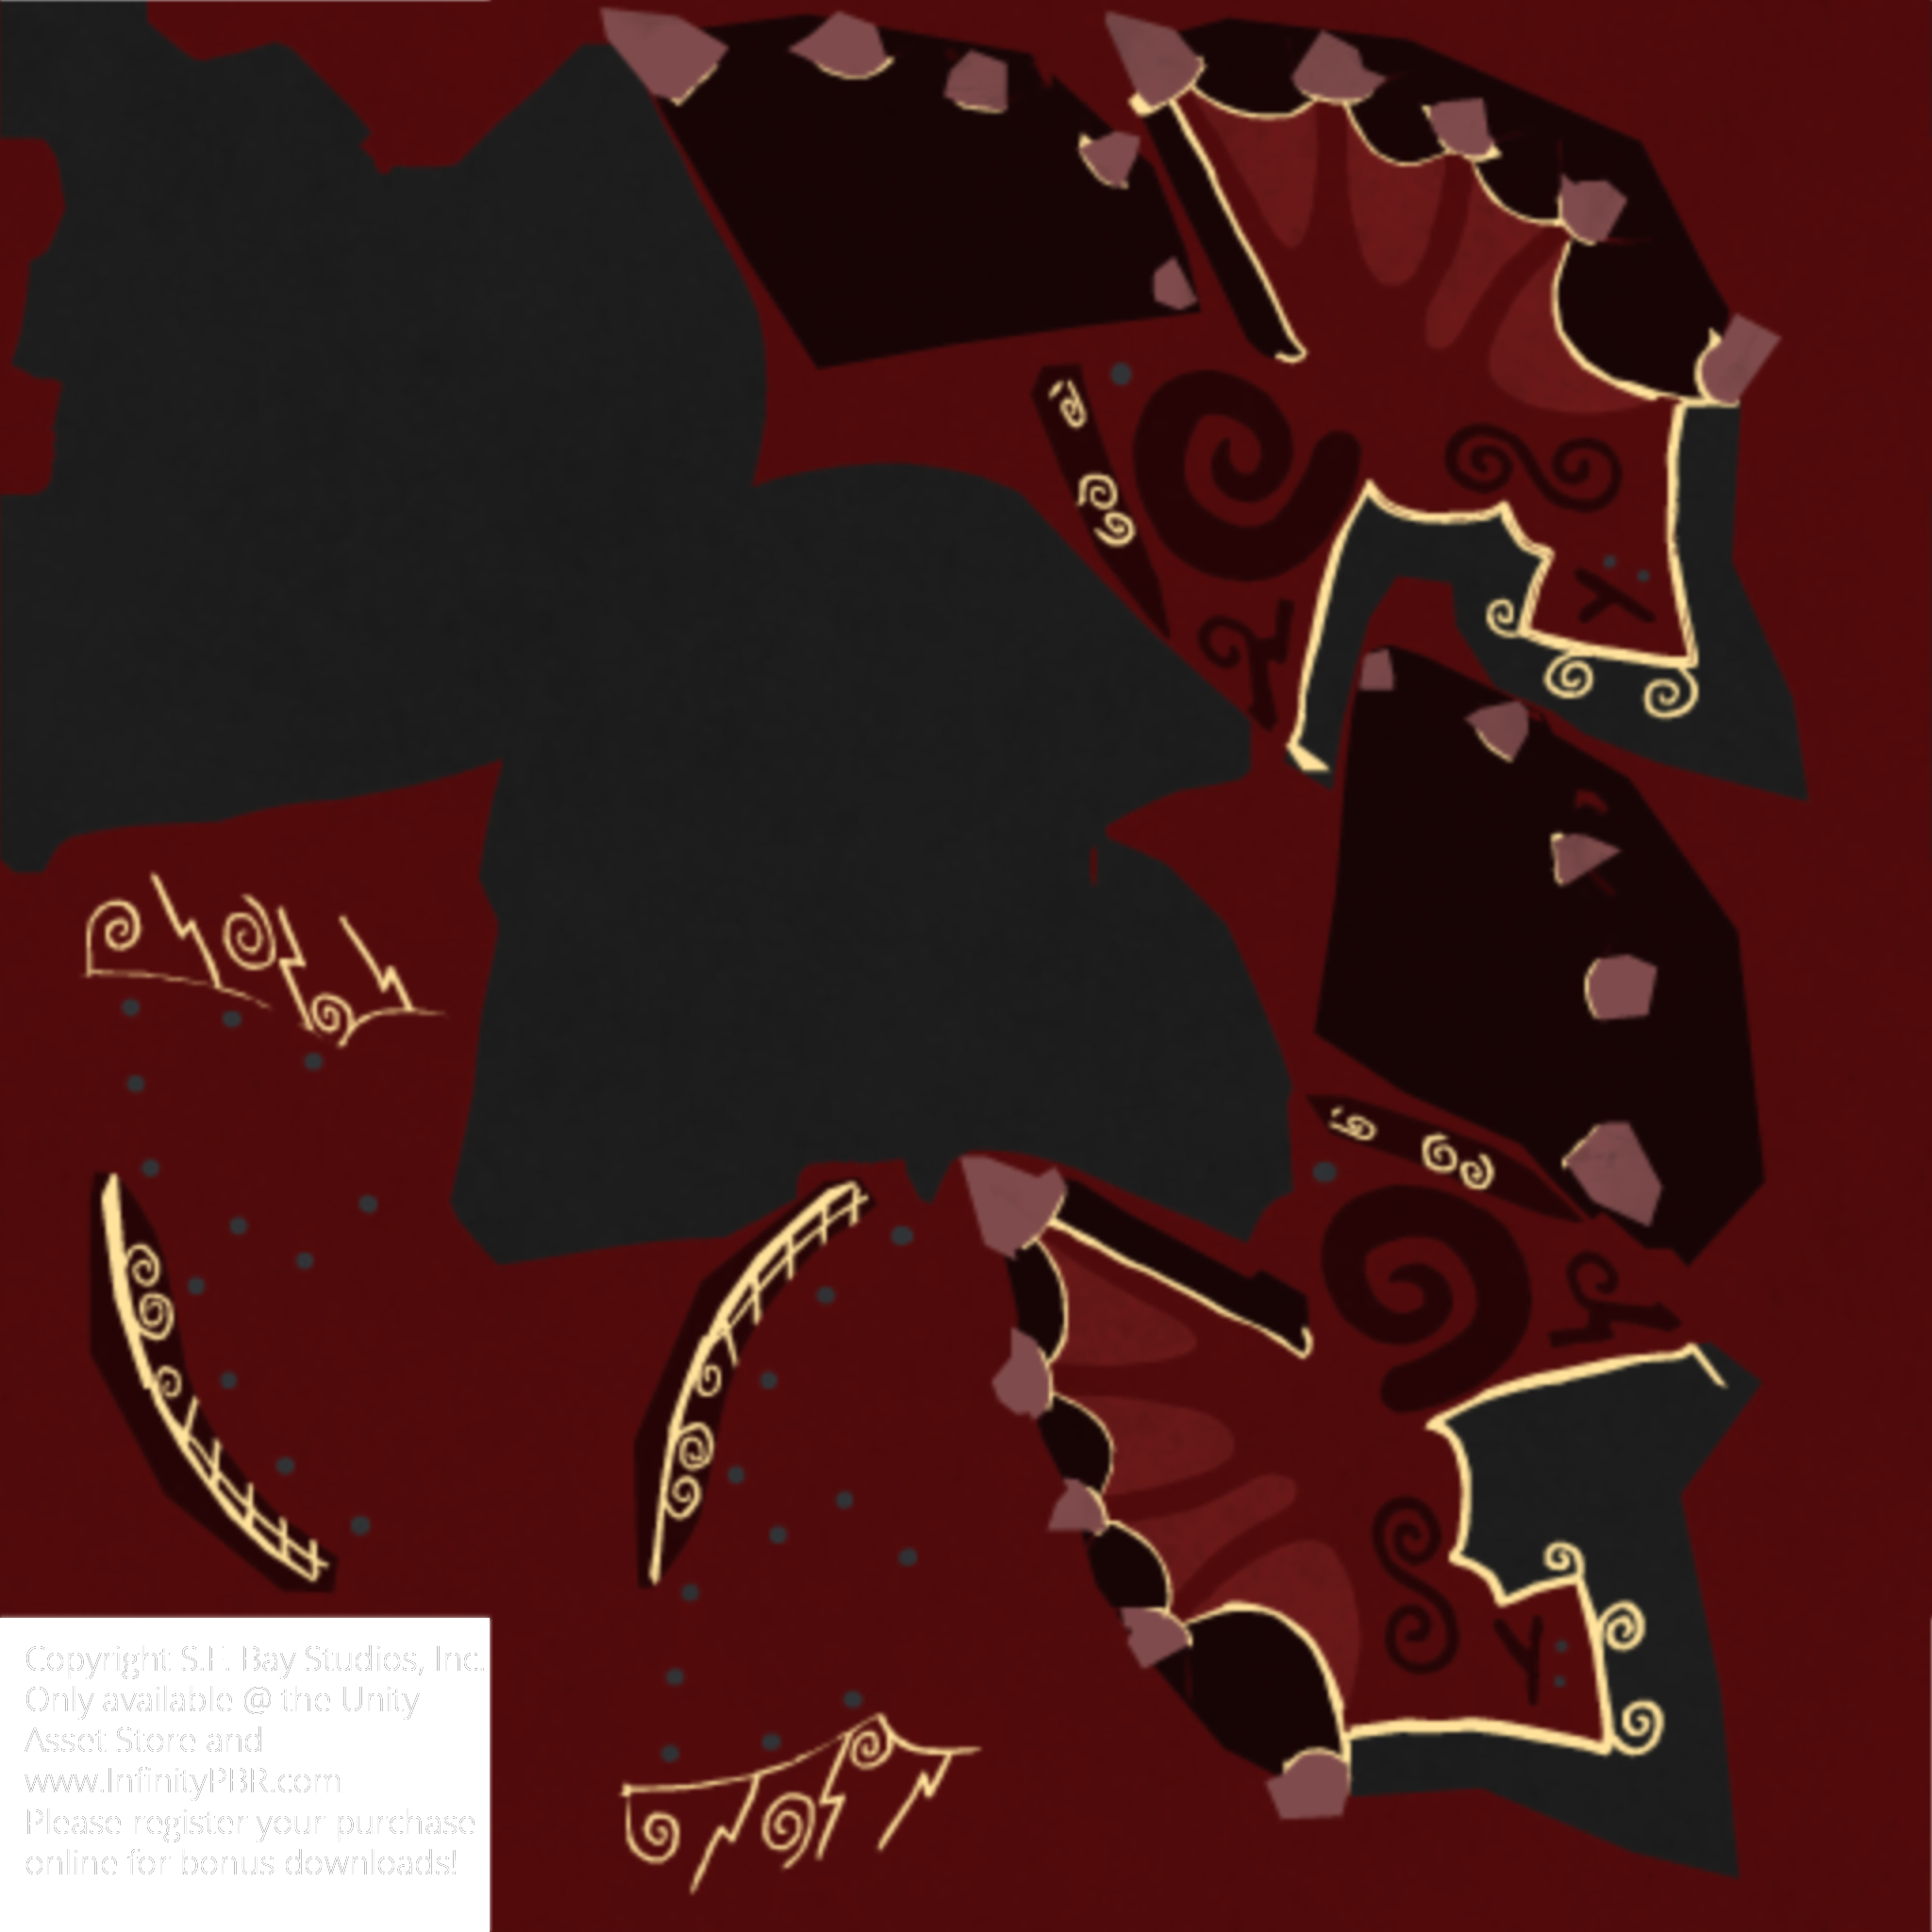 Copyright S.F. Bay Studios, Inc.
Only available @ the Unity
Asset Store and
www.InfinityPBR.com
Please register your purchase
online for bonus downloads!